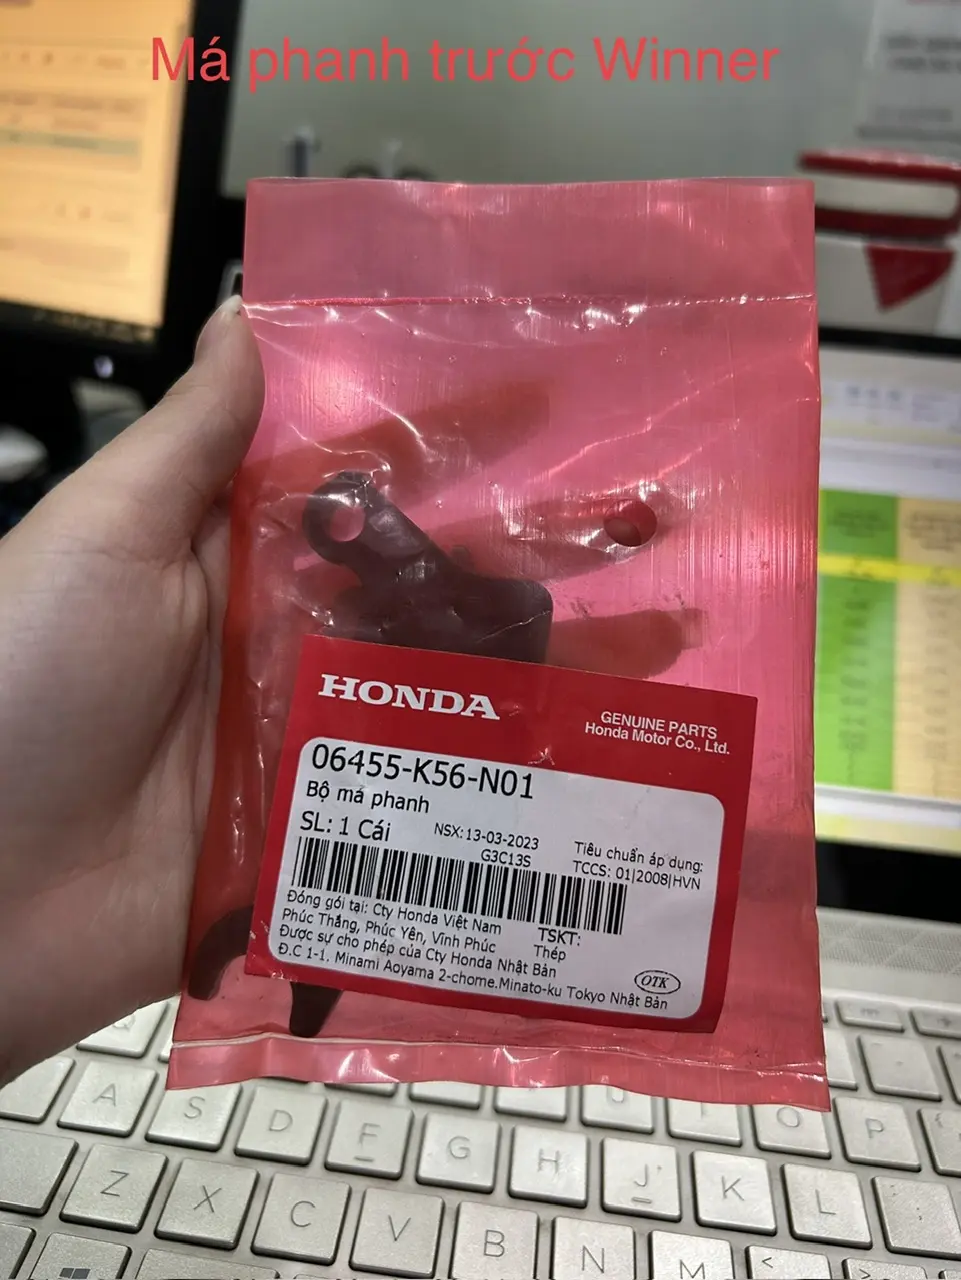 Má phanh trước Winner
HONDA
GENUINE PARTS
Honda Motor Co., Ltd.
06455-K56-N01
Bộ má phanh
SL: 1 Cái
NSX:13-03-2023
G3C13S
Tiêu chuẩn áp dụng:
TCCS: 01|2008|HVN
Đóng gói tại: Cty Honda Việt Nam
Phúc Thắng, Phúc Yên, Vĩnh Phúc
TSKT:
Thép
Được sự cho phép của Cty Honda Nhật Bản
Đ.C 1-1. Minami Aoyama 2-chome.Minato-ku Tokyo Nhật Bản
OTK
A S D F G H J K L
Z X C V B N M <
U I O P